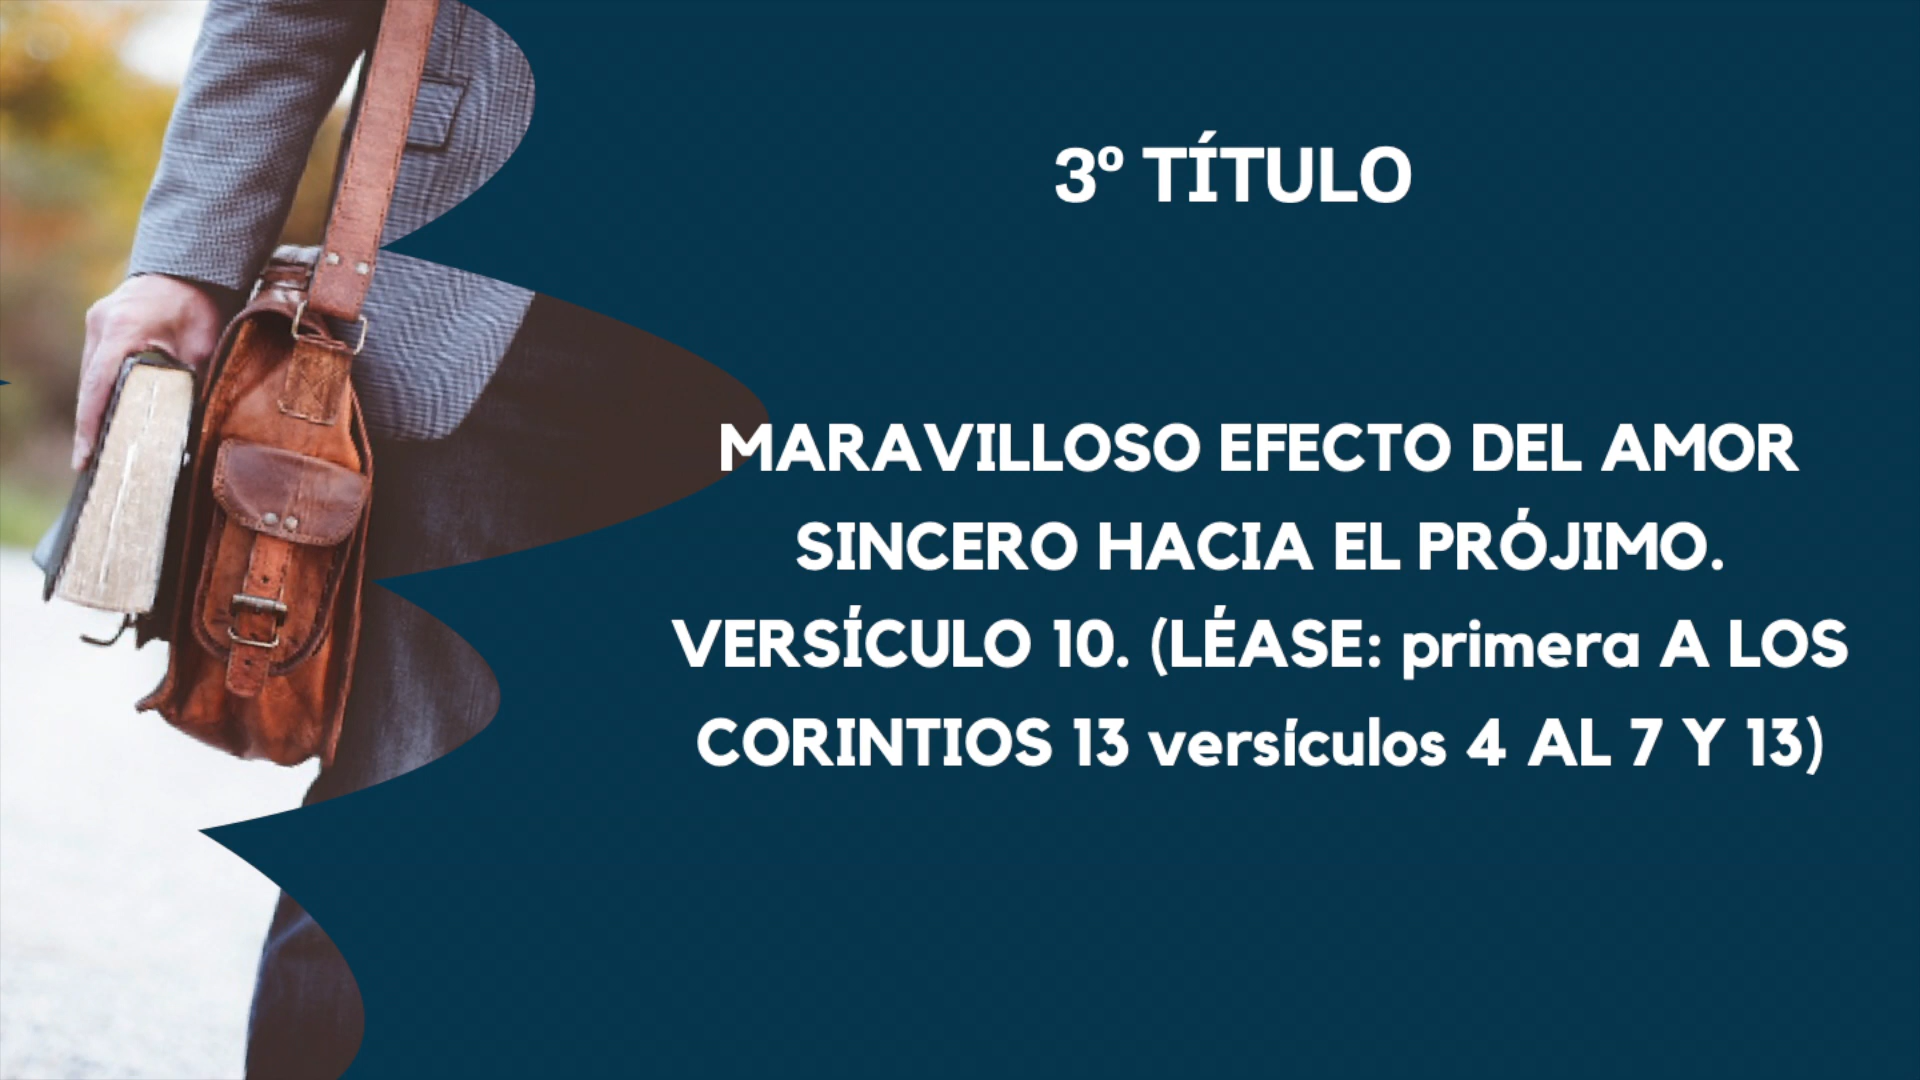 3º TÍTULO
MARAVILLOSO EFECTO DEL AMOR
SINCERO HACIA EL PRÓJIMO.
VERSÍCULO 10. (LÉASE: primera A LOS
CORINTIOS 13 versículos 4 AL 7 Y 13)